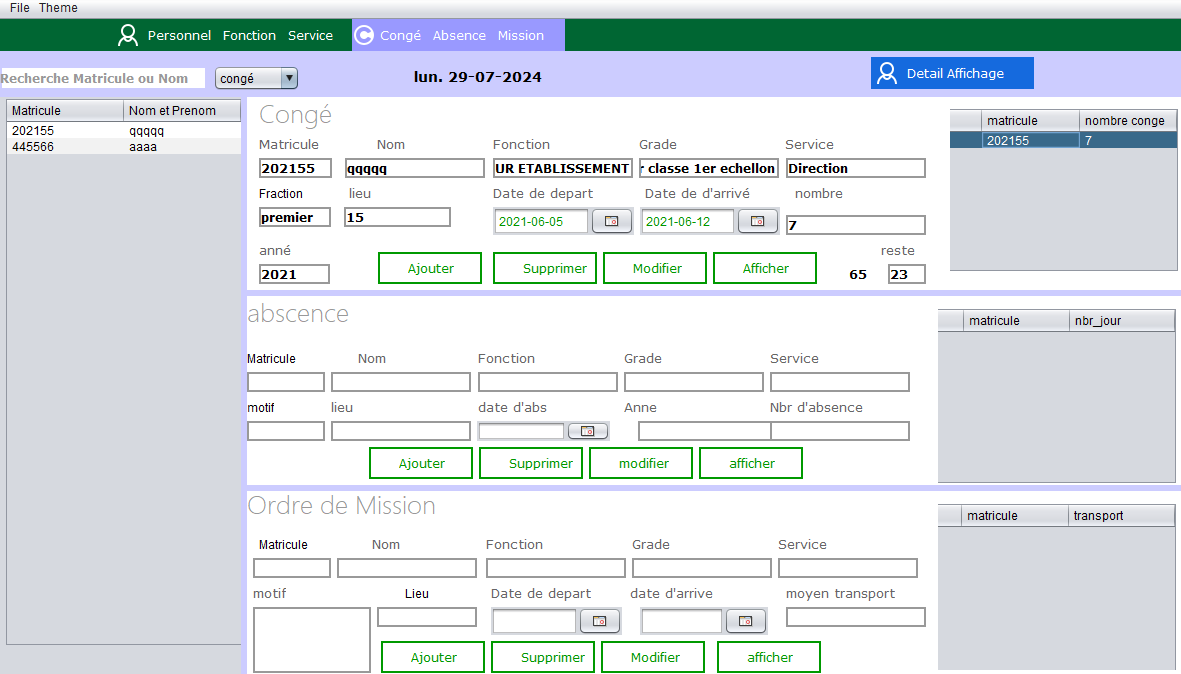 File Theme
Personnel Fonction Service Congé Absence Mission
Recherche Matricule ou Nom congé lun. 29-07-2024 Detail Affichage
Matricule Nom et Prenom
202155 qqqqq
445566 aaaa
Congé
Matricule Nom Fonction Grade Service
202155 qqqqq UR ETABLISSEMENT classe 1er echellon Direction
Fraction lieu Date de depart Date de d'arrivé nombre
premier 15 2021-06-05 2021-06-12 7
anné reste
2021 Ajouter Supprimer Modifier Afficher 65 23
matricule nombre conge
202155 7
abscence
Matricule Nom Fonction Grade Service
motif lieu date d'abs Anne Nbr d'absence
Ajouter Supprimer modifier afficher
matricule nbr_jour
Ordre de Mission
Matricule Nom Fonction Grade Service
motif Lieu Date de depart date d'arrive moyen transport
Ajouter Supprimer Modifier afficher
matricule transport